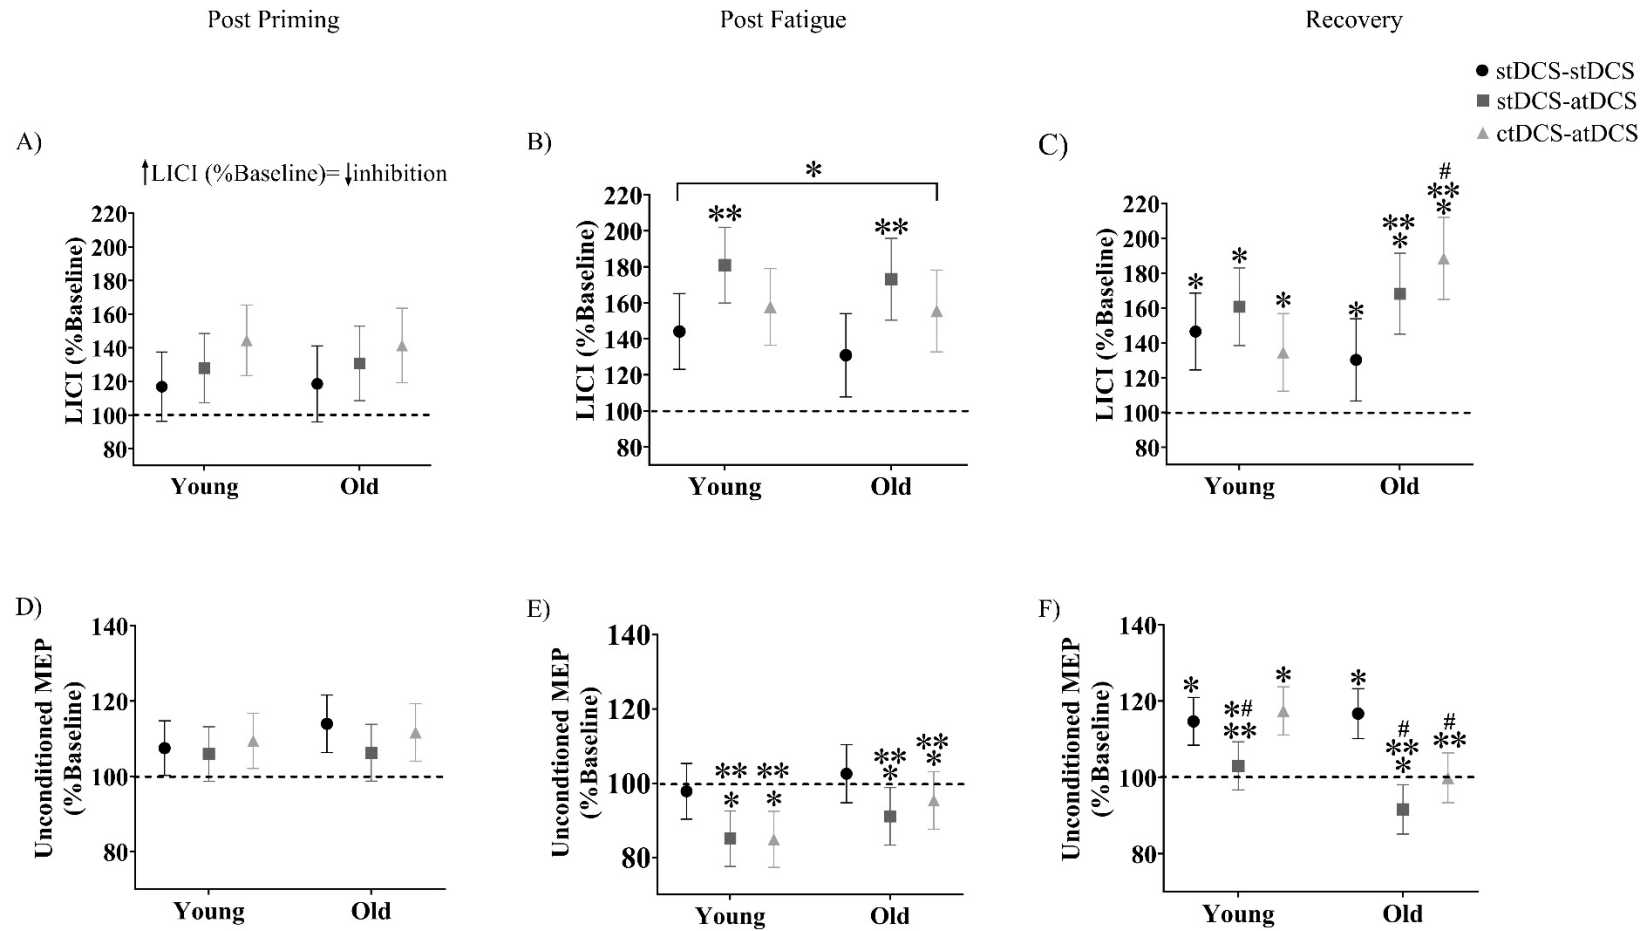 Post Priming
Post Fatigue
Recovery
stDCS-stDCS
stDCS-atDCS
ctDCS-atDCS
A)
↑LICI (%Baseline)=↓inhibition
LICI (%Baseline)
220
200
180
160
140
120
100
80
Young
Old
B)
*
LICI (%Baseline)
220
200
180
160
140
120
100
80
**
**
Young
Old
C)
LICI (%Baseline)
220
200
180
160
140
120
100
80
*
*
*
*
**
*
#
**
*
Young
Old
D)
Unconditioned MEP
(%Baseline)
140
120
100
80
Young
Old
E)
Uncondtioned MEP
(%Baseline)
140
120
100
80
**
*
**
*
**
*
**
*
Young
Old
F)
Unconditioned MEP
(%Baseline)
140
120
100
80
*
*#
**
*
*
#
**
*
#
**
Young
Old